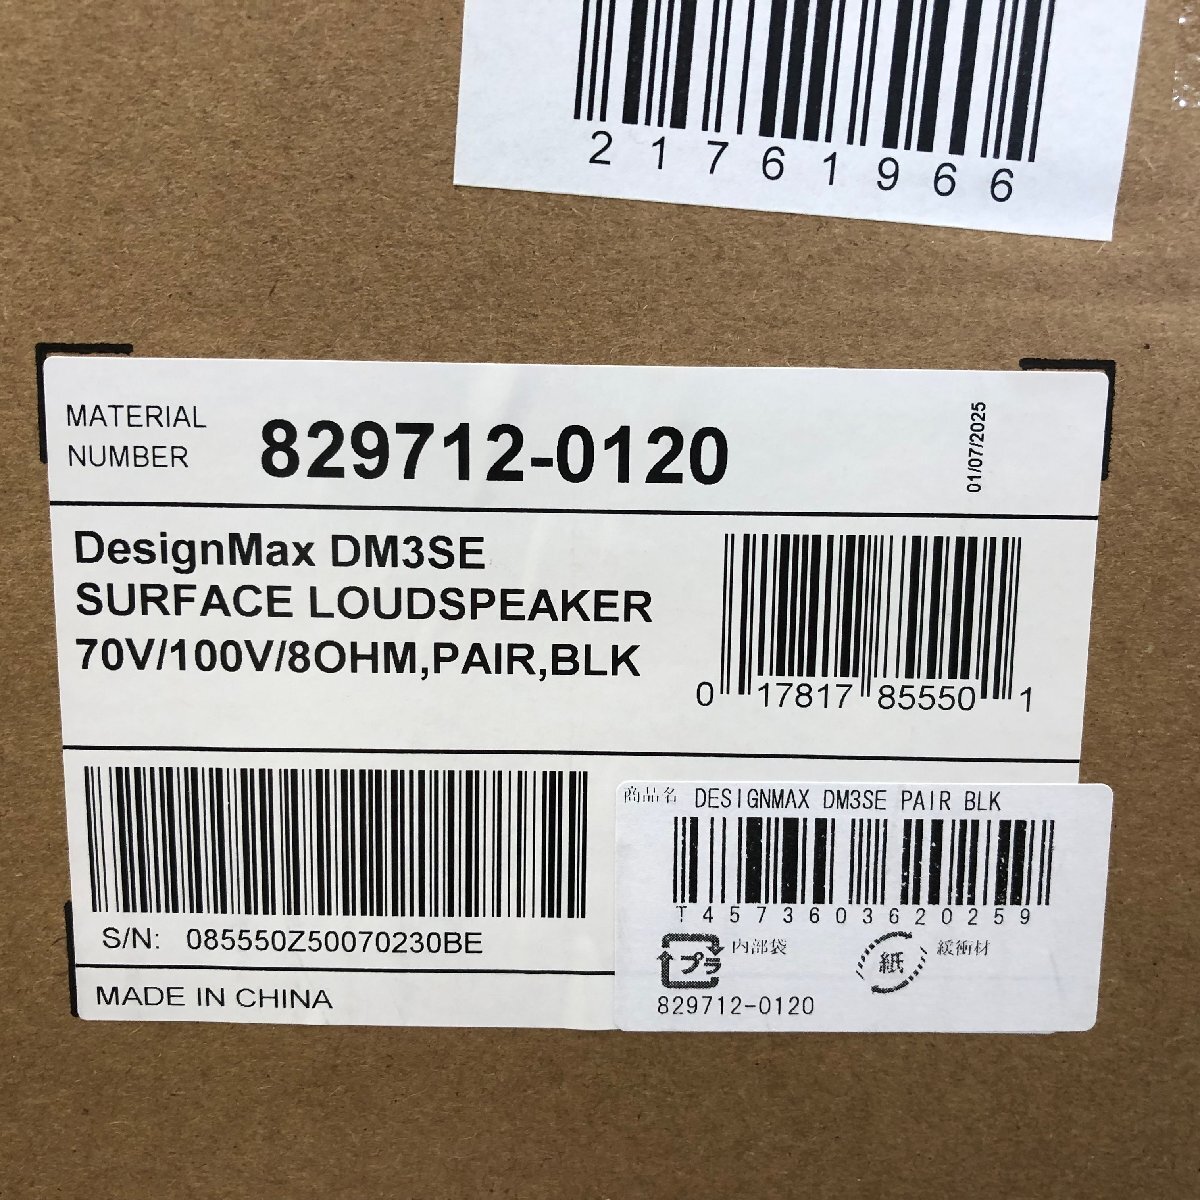 21761966
MATERIAL
NUMBER
829712-0120
01/07/2025
DesignMax DM3SE
SURFACE LOUDSPEAKER
70V/100V/8OHM,PAIR,BLK
0 17817 85550 1
S/N: 085550Z50070230BE
MADE IN CHINA
商品名 DESIGNMAX DM3SE PAIR BLK
T4573603620259
プラ 内部袋 紙 緩衝材
829712-0120